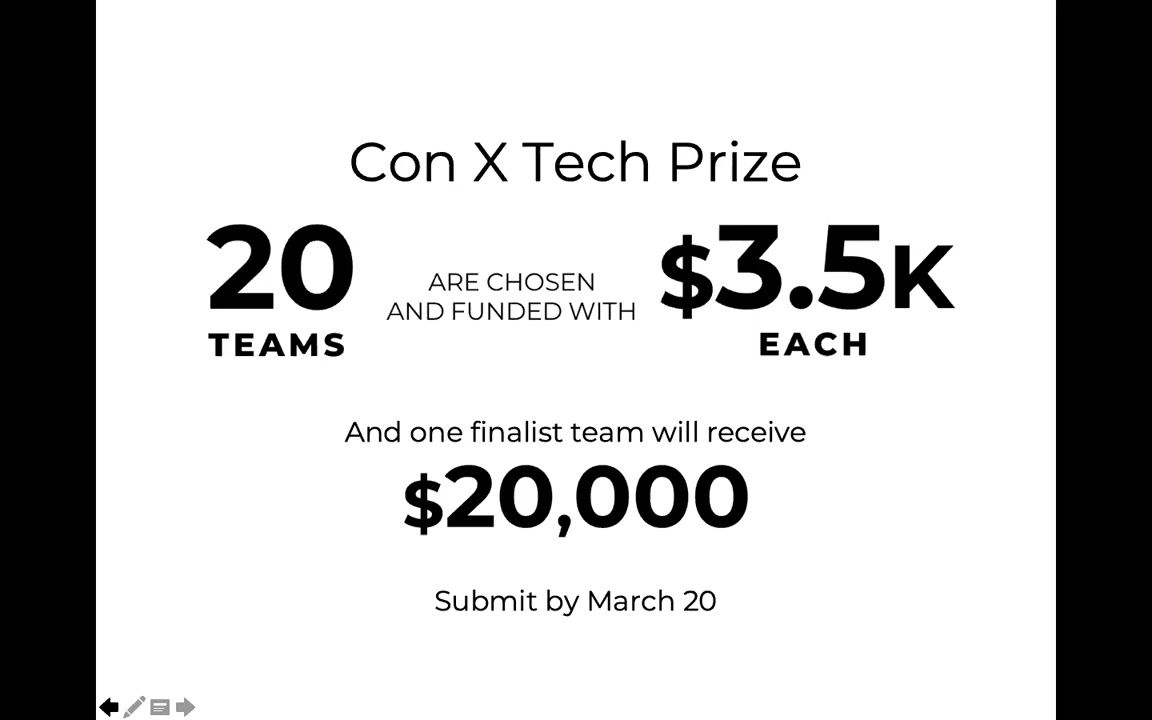 Con X Tech Prize
20
TEAMS
ARE CHOSEN
AND FUNDED WITH
$3.5K
EACH
And one finalist team will receive
$20,000
Submit by March 20